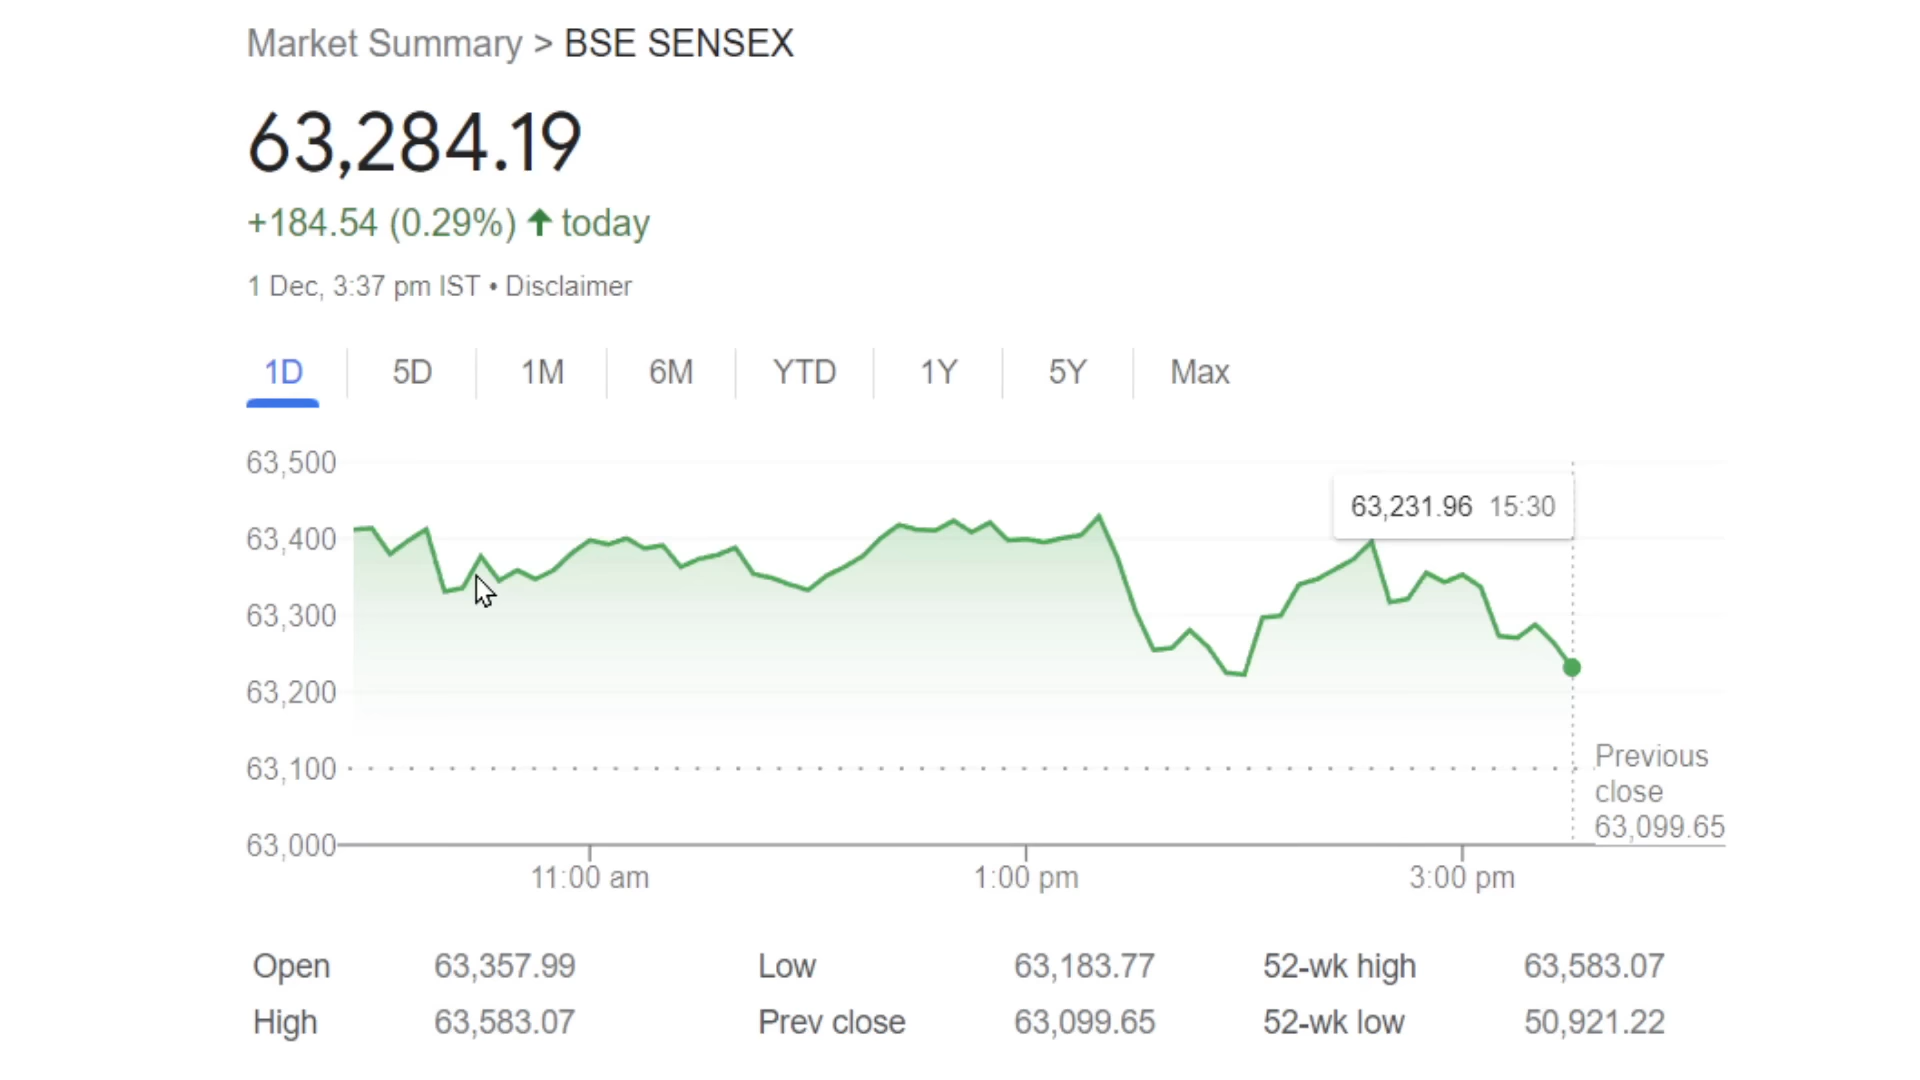 Market Summary > BSE SENSEX
63,284.19
+184.54 (0.29%) ↑ today
1 Dec, 3:37 pm IST • Disclaimer
1D 5D 1M 6M YTD 1Y 5Y Max
63,500
63,231.96 15:30
63,400
63,300
63,200
63,100
Previous
close
63,099.65
63,000
11:00 am 1:00 pm 3:00 pm
Open 63,357.99 Low 63,183.77 52-wk high 63,583.07
High 63,583.07 Prev close 63,099.65 52-wk low 50,921.22